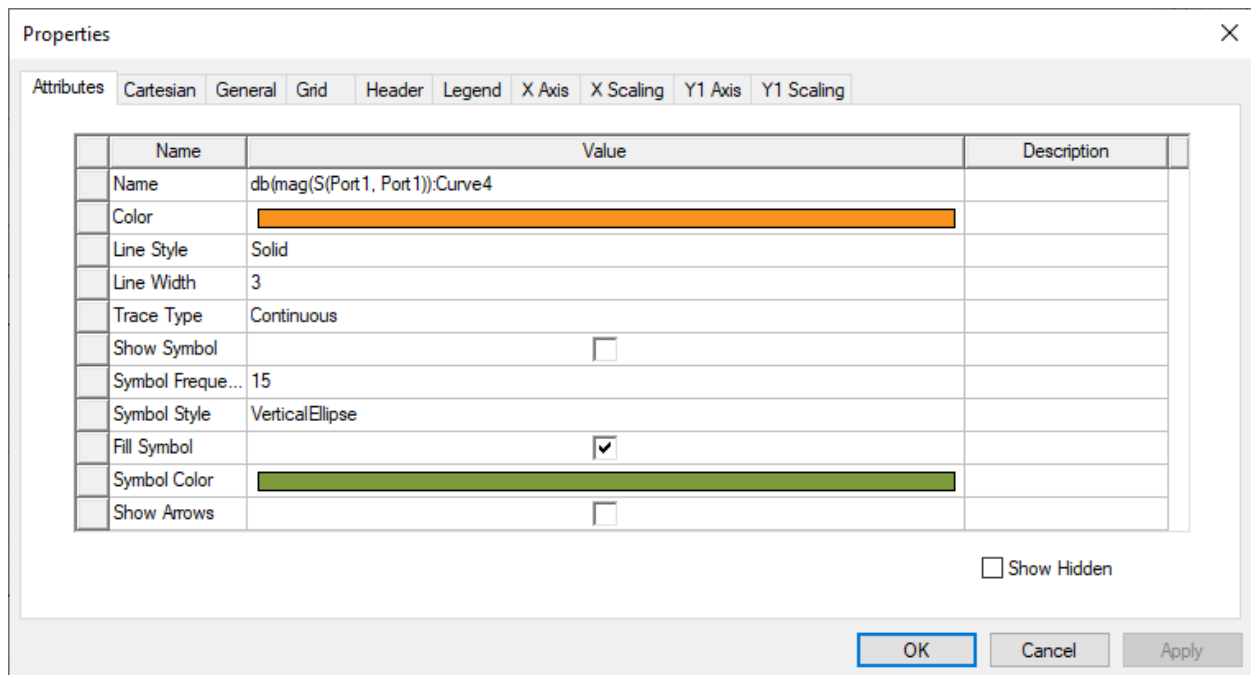 Properties
Attributes Cartesian General Grid Header Legend X Axis X Scaling Y1 Axis Y1 Scaling
Name Value Description
Name db(mag(S(Port1, Port1)):Curve4
Color
Line Style Solid
Line Width 3
Trace Type Continuous
Show Symbol
Symbol Freque... 15
Symbol Style VerticalEllipse
Fill Symbol
Symbol Color
Show Arrows
Show Hidden
OK Cancel Apply